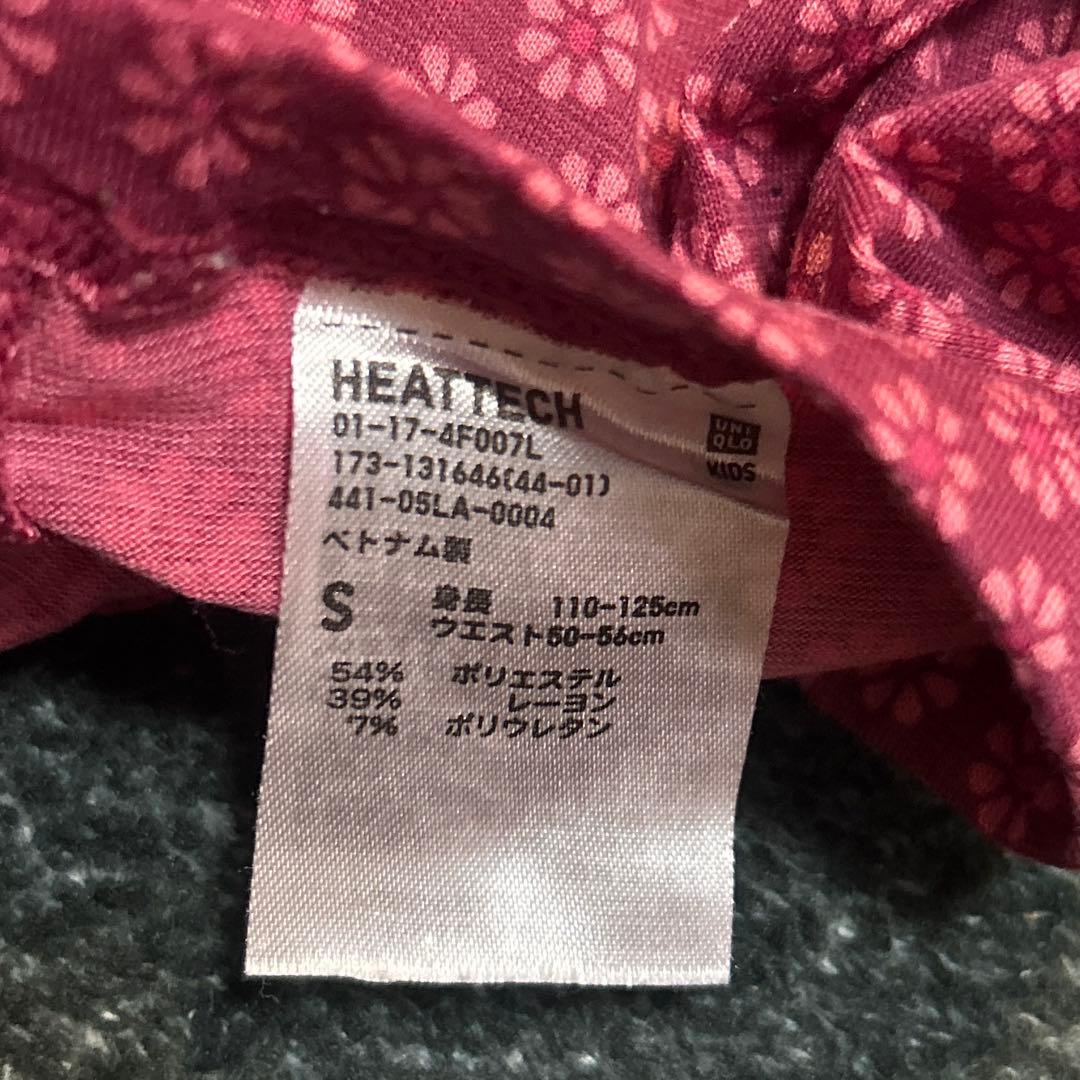 HEATTECH
UNI
QLO
KIDS
01-17-4F007L
173-131646(44-01)
441-05LA-0004
ベトナム製
S 身長 110-125cm
ウエスト50-56cm
54% ポリエステル
39% レーヨン
7% ポリウレタン